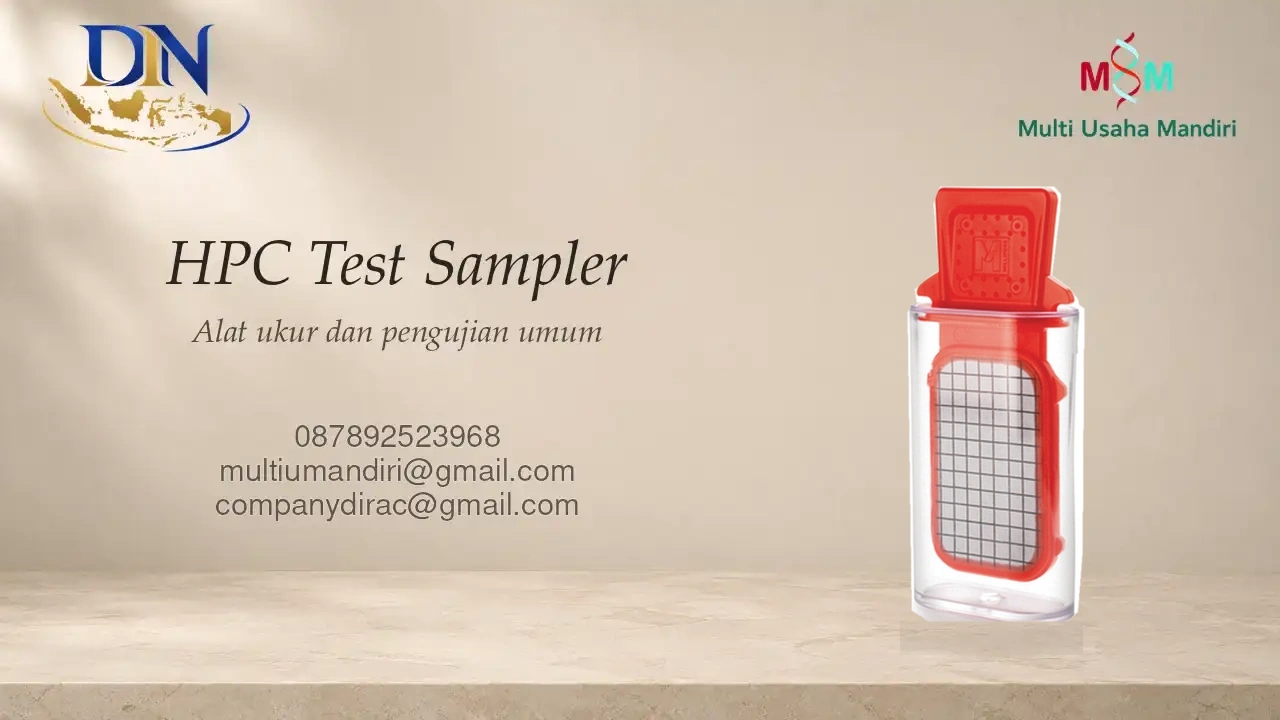 DN
MSM
Multi Usaha Mandiri
HPC Test Sampler
Alat ukur dan pengujian umum
087892523968
multiumandiri@gmail.com
companydirac@gmail.com